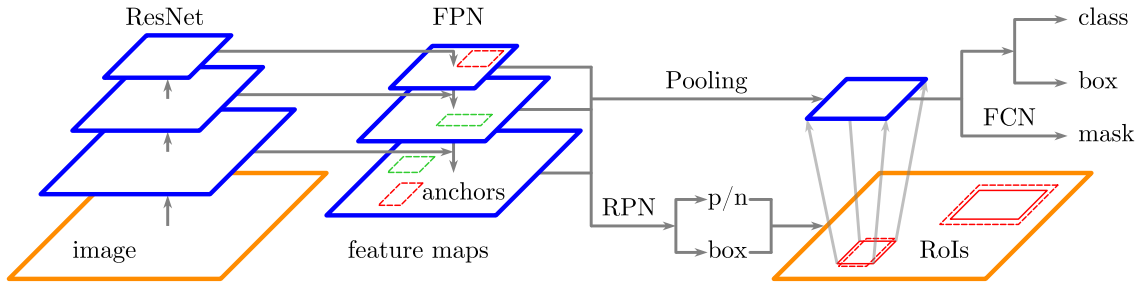 ResNet
FPN
class
Pooling
box
FCN
mask
anchors
p/n
RPN
image
feature maps
box
RoIs